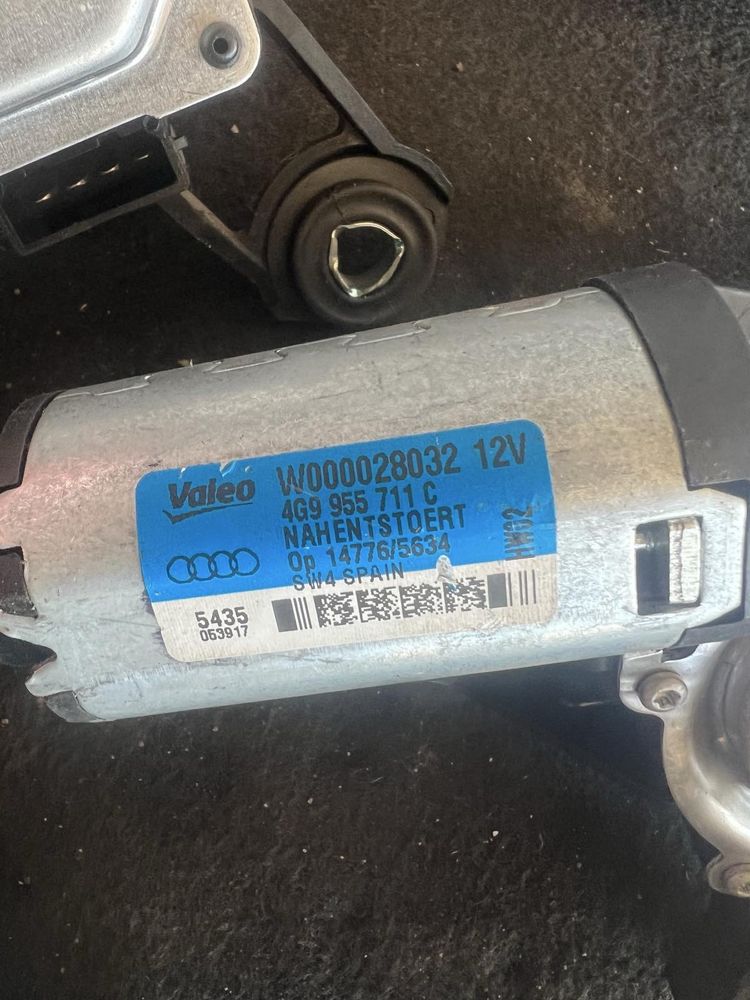 Valeo
W000028032 12V
4G9 955 711 C
NAHENTSTOERT
Op 14776/5634
SW4 SPAIN
HW02
5435
053917